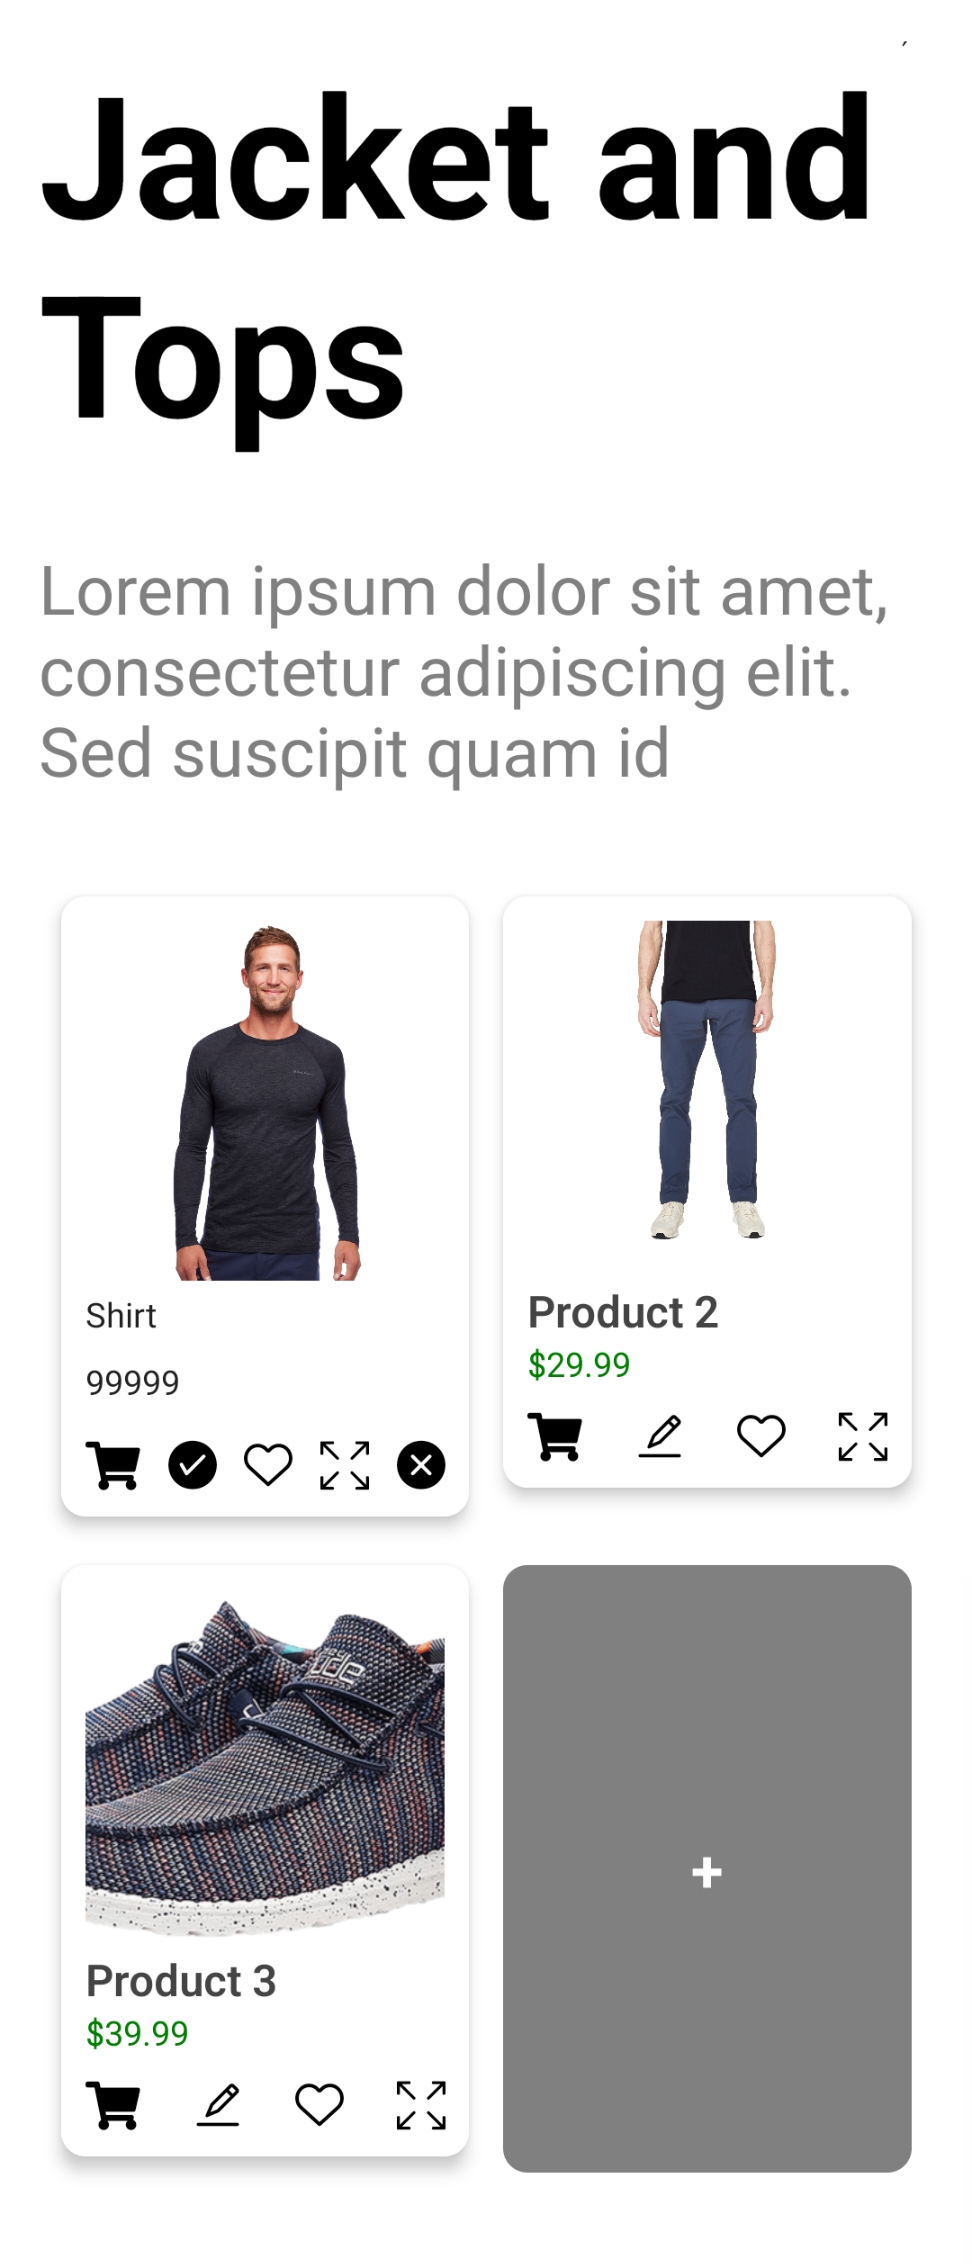 Jacket and
Tops
Lorem ipsum dolor sit amet,
consectetur adipiscing elit.
Sed suscipit quam id
Shirt
99999
Product 2
$29.99
Product 3
$39.99
+